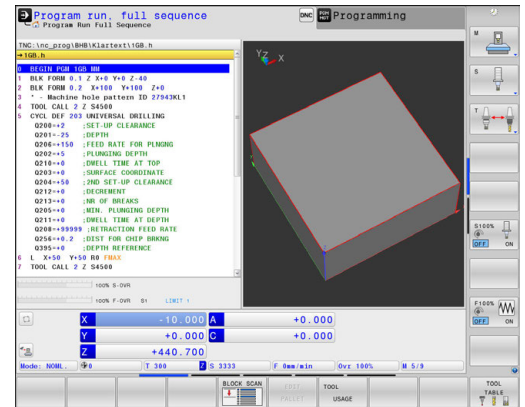 Program run, full sequence
Program Run Full Sequence
DNC
Programming
TNC:\nc_prog\BHB\Klartext\1GB.h
→1GB.h
0 BEGIN PGM 1GB MM
1 BLK FORM 0.1 Z X+0 Y+0 Z-40
2 BLK FORM 0.2 X+100 Y+100 Z+0
3 * - Machine hole pattern ID 27943KL1
4 TOOL CALL 2 Z S4500
5 CYCL DEF 203 UNIVERSAL DRILLING
Q200=+2 ;SET-UP CLEARANCE
Q201=-25 ;DEPTH
Q206=+150 ;FEED RATE FOR PLNGNG
Q202=+5 ;PLUNGING DEPTH
Q210=+0 ;DWELL TIME AT TOP
Q203=+0 ;SURFACE COORDINATE
Q204=+50 ;2ND SET-UP CLEARANCE
Q212=+0 ;DECREMENT
Q213=+0 ;NR OF BREAKS
Q205=+0 ;MIN. PLUNGING DEPTH
Q211=+0 ;DWELL TIME AT DEPTH
Q208=+99999 ;RETRACTION FEED RATE
Q256=+0.2 ;DIST FOR CHIP BRKNG
Q395=+0 ;DEPTH REFERENCE
6 L X+50 Y+50 R0 FMAX
7 TOOL CALL 2 Z S4500
Y Z X
M
S
T
S100%
OFF ON
F100%
OFF ON
100% S-OVR
100% F-OVR S1 LIMIT 1
X -10.000 A +0.000
Y +0.000 C +0.000
Z +440.700
Mode: NOML. 0 T 300 Z S 3333 F 0mm/min Ovr 100% M 5/9
BLOCK SCAN
EDIT
PALLET
TOOL
USAGE
TOOL
TABLE